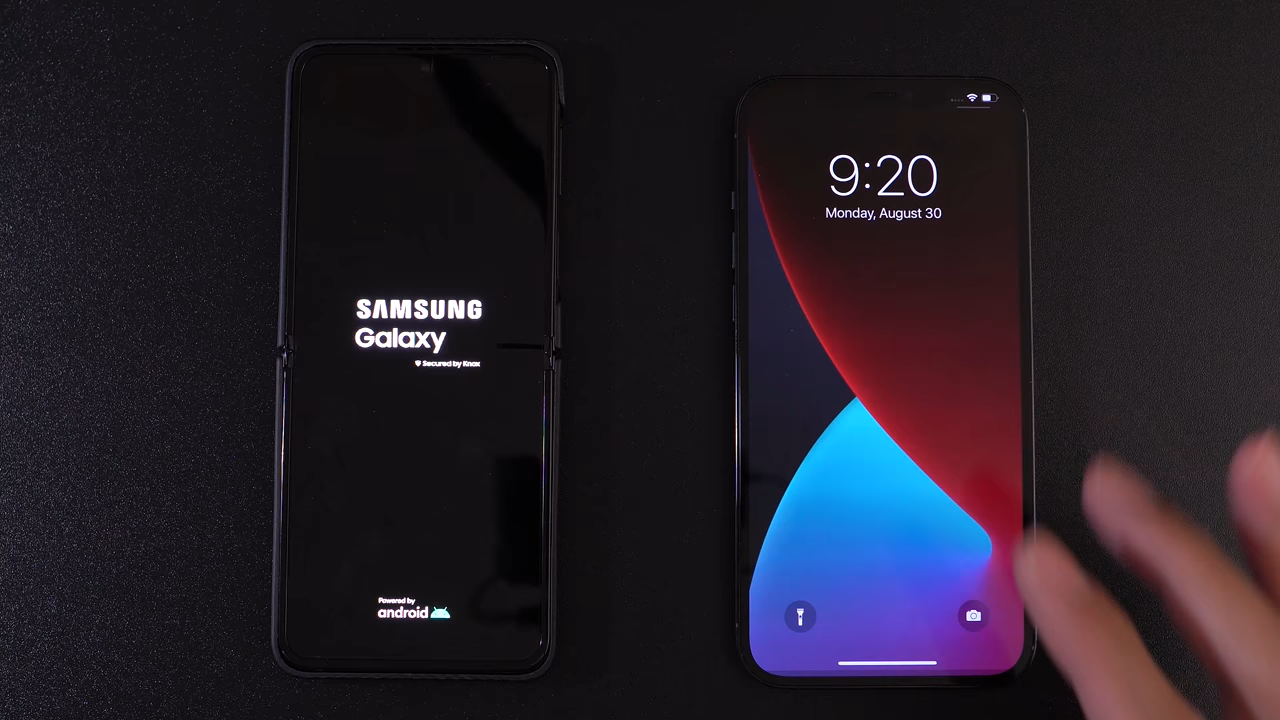 SAMSUNG
Galaxy
Secured by Knox
Powered by
android
9:20
Monday, August 30